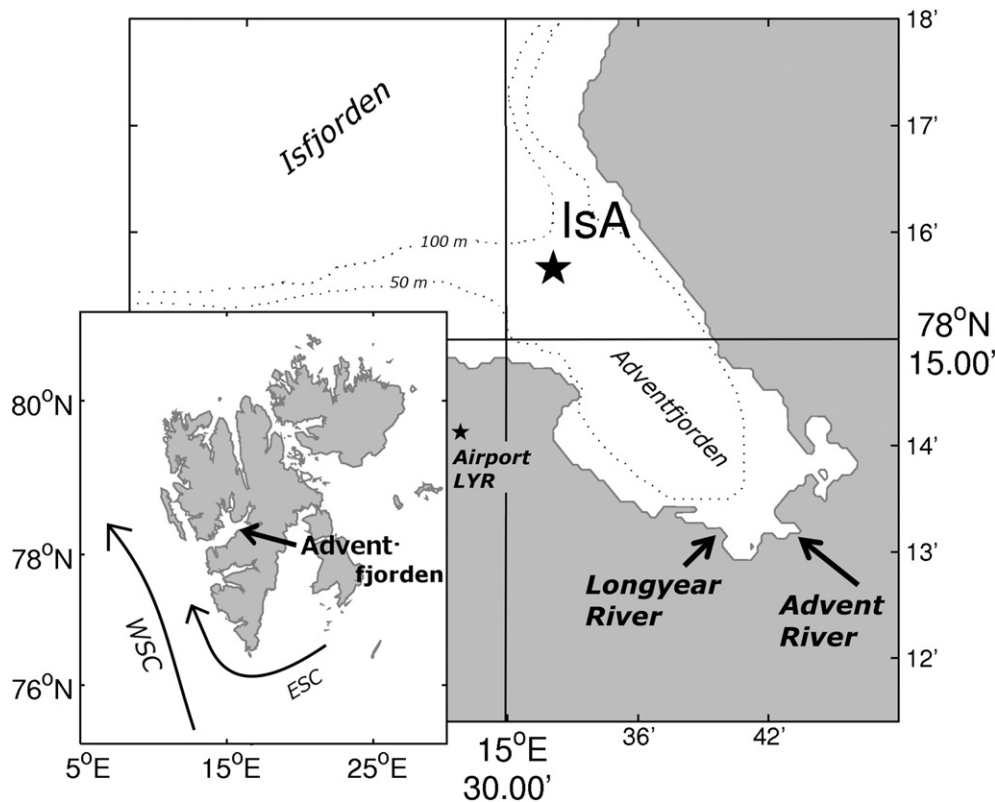 18’
17’
16’
78°N
15.00’
14’
13’
12’
Isfjorden
IsA
100 m
50 m
Adventfjorden
Airport
LYR
Longyear
River
Advent
River
15°E
30.00’
36’
42’
80°N
78°N
76°N
5°E
15°E
25°E
Advent-
fjorden
WSC
ESC